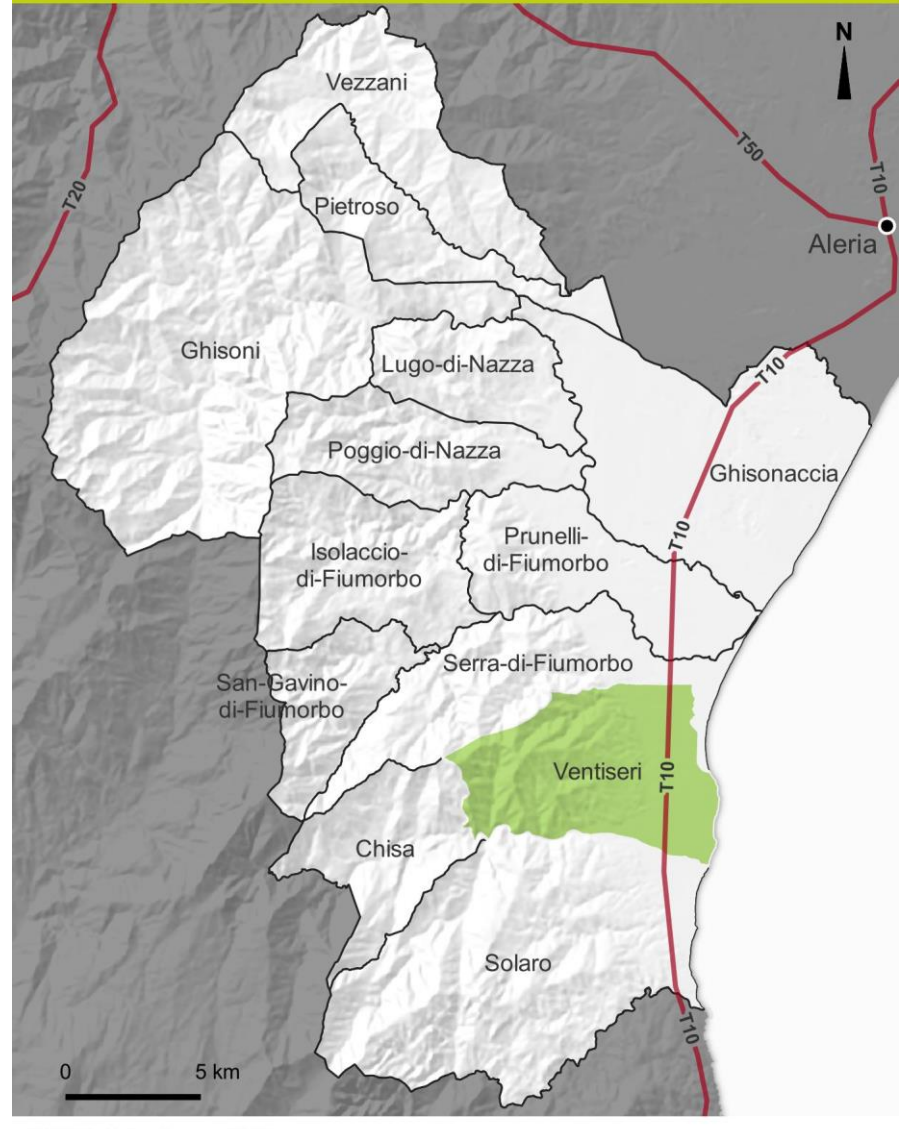 N
Vezzani
T50
T10
T20
Pietroso
Aleria
Ghisoni
Lugo-di-Nazza
T10
Poggio-di-Nazza
Ghisonaccia
T10
Isolaccio-
di-Fiumorbo
Prunelli-
di-Fiumorbo
Serra-di-Fiumorbo
San-Gavino-
di-Fiumorbo
Ventiseri
T10
Chisa
Solaro
T10
0 5 km